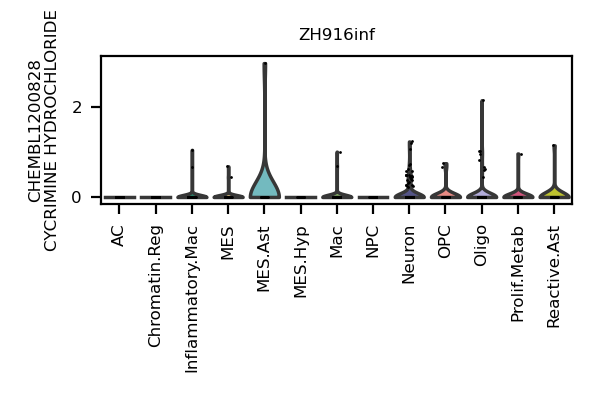 ZH916inf
CHEMBL1200828
CYCRIMINE HYDROCHLORIDE
2
0
AC
Chromatin.Reg
Inflammatory.Mac
MES
MES.Ast
MES.Hyp
Mac
NPC
Neuron
OPC
Oligo
Prolif.Metab
Reactive.Ast